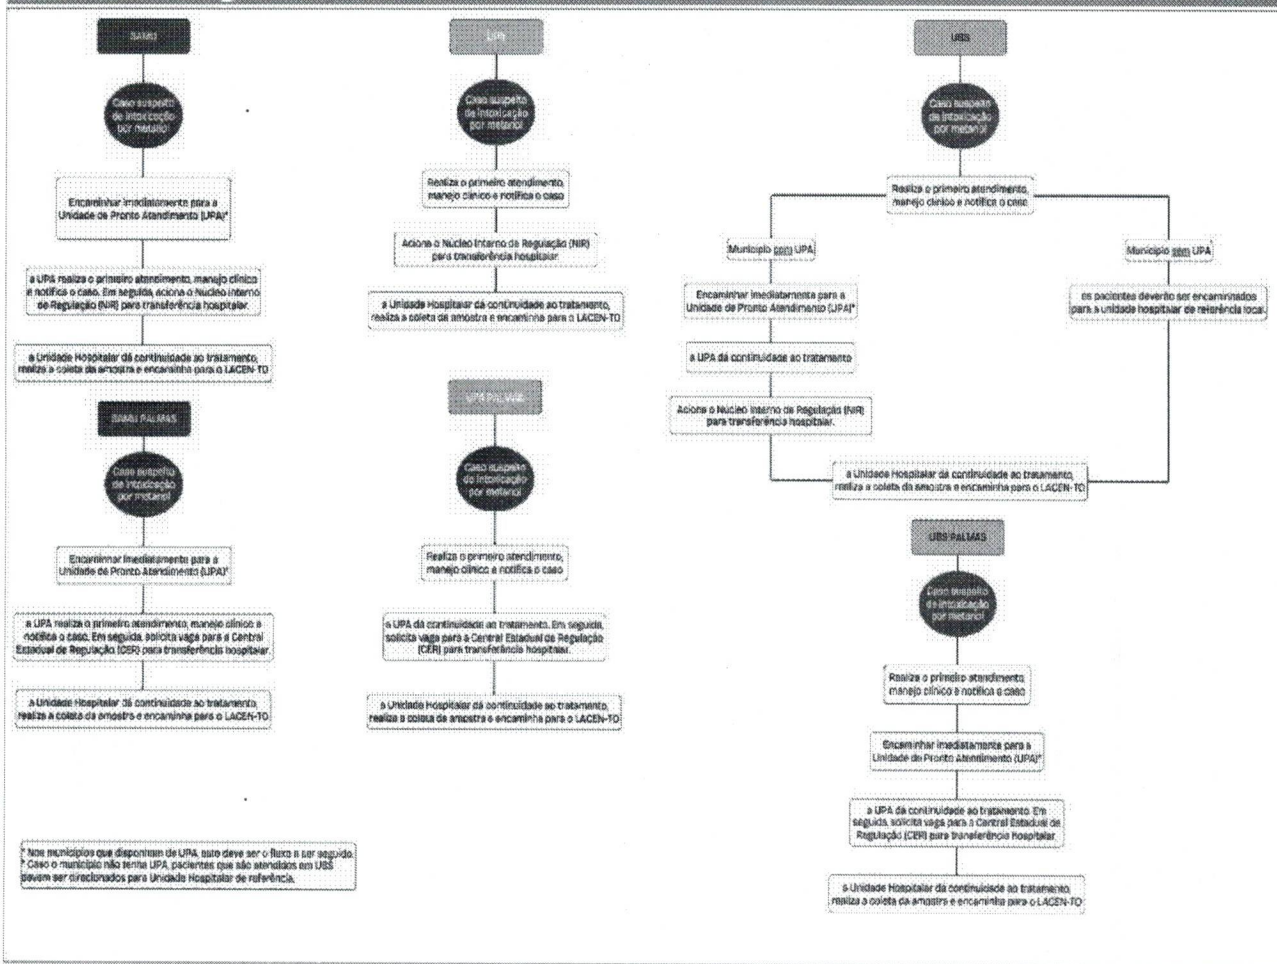 SAMU
Caso suspeito
de intoxicação
por metanol
Encaminhar imediatamente para a
Unidade de Pronto Atendimento (UPA)*
a UPA realiza o primeiro atendimento, manejo clínico
e notifica o caso. Em seguida, aciona o Núcleo Interno
de Regulação (NIR) para transferência hospitalar.
a Unidade Hospitalar dá continuidade ao tratamento,
realiza a coleta da amostra e encaminha para o LACEN-TO
SAMU PALMAS
Caso suspeito
de intoxicação
por metanol
Encaminhar imediatamente para a
Unidade de Pronto Atendimento (UPA)*
a UPA realiza o primeiro atendimento, manejo clínico e
notifica o caso. Em seguida, solicita vaga para a Central
Estadual de Regulação (CER) para transferência hospitalar.
a Unidade Hospitalar dá continuidade ao tratamento,
realiza a coleta da amostra e encaminha para o LACEN-TO
UPA
Caso suspeito
de intoxicação
por metanol
Realiza o primeiro atendimento,
manejo clínico e notifica o caso
Aciona o Núcleo Interno de Regulação (NIR)
para transferência hospitalar.
a Unidade Hospitalar dá continuidade ao tratamento,
realiza a coleta da amostra e encaminha para o LACEN-TO
UPA PALMAS
Caso suspeito
de intoxicação
por metanol
Realiza o primeiro atendimento,
manejo clínico e notifica o caso
a UPA dá continuidade ao tratamento. Em seguida,
solicita vaga para a Central Estadual de Regulação
(CER) para transferência hospitalar.
a Unidade Hospitalar dá continuidade ao tratamento,
realiza a coleta da amostra e encaminha para o LACEN-TO
UBS
Caso suspeito
de intoxicação
por metanol
Realiza o primeiro atendimento,
manejo clínico e notifica o caso
Município com UPA
Encaminhar imediatamente para a
Unidade de Pronto Atendimento (UPA)*
a UPA dá continuidade ao tratamento
Aciona o Núcleo Interno de Regulação (NIR)
para transferência hospitalar.
Município sem UPA
os pacientes deverão ser encaminhados
para a unidade hospitalar de referência local.
a Unidade Hospitalar dá continuidade ao tratamento,
realiza a coleta da amostra e encaminha para o LACEN-TO
UBS PALMAS
Caso suspeito
de intoxicação
por metanol
Realiza o primeiro atendimento,
manejo clínico e notifica o caso
Encaminhar imediatamente para a
Unidade de Pronto Atendimento (UPA)*
a UPA dá continuidade ao tratamento. Em
seguida, solicita vaga para a Central Estadual de
Regulação (CER) para transferência hospitalar.
a Unidade Hospitalar dá continuidade ao tratamento,
realiza a coleta da amostra e encaminha para o LACEN-TO
* Nos municípios que disponham de UPA, este deve ser o fluxo a ser seguido.
* Caso o município não tenha UPA, pacientes que são atendidos em UBS
devem ser direcionados para Unidade Hospitalar de referência.